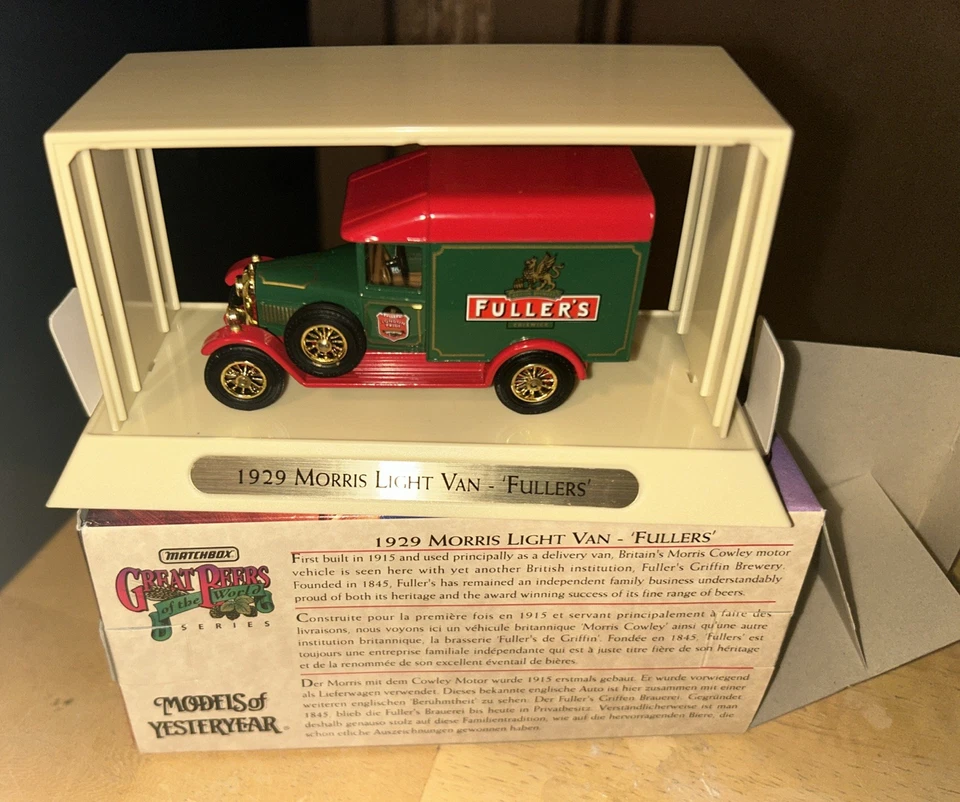 FULLER'S
CHISWICK
1929 MORRIS LIGHT VAN - 'FULLERS'
MATCHBOX
GREAT BEERS
of the World
SERIES
MODELS of
YESTERYEAR
1929 MORRIS LIGHT VAN - 'FULLERS'
First built in 1915 and used principally as a delivery van, Britain's Morris Cowley motor
vehicle is seen here with yet another British institution, Fuller's Griffin Brewery.
Founded in 1845, Fuller's has remained an independent family business understandably
proud of both its heritage and the award winning success of its fine range of beers.
Construite pour la première fois en 1915 et servant principalement à faire des
livraisons, nous voyons ici un véhicule britannique 'Morris Cowley' ainsi qu'une autre
institution britannique, la brasserie 'Fuller's de Griffin'. Fondée en 1845, 'Fullers' est
toujours une entreprise familiale indépendante qui est à juste titre fière de son héritage
et de la renommée de son excellent éventail de bières.
Der Morris mit dem Cowley Motor wurde 1915 erstmals gebaut. Er wurde vorwiegend
als Lieferwagen verwendet. Dieses bekannte englische Auto ist hier zusammen mit einer
weiteren englischen 'Berühmtheit' zu sehen: Der Fuller's Griffen Brauerei. Gegründet
1845, blieb die Fuller's Brauerei bis heute in Privatbesitz. Verständlicherweise ist man
deshalb genauso stolz auf diese Familientradition, wie auf die hervorragenden Biere, die
schon etliche Auszeichnungen gewonnen haben.